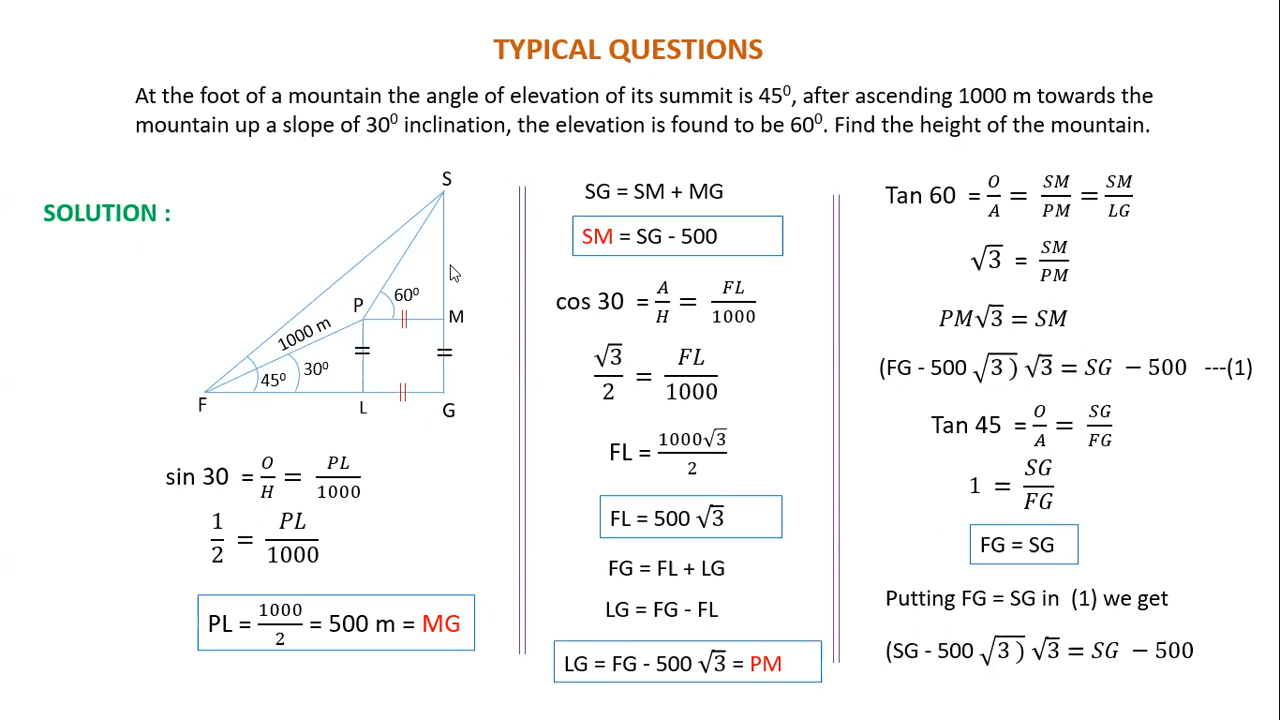 TYPICAL QUESTIONS
At the foot of a mountain the angle of elevation of its summit is 45⁰, after ascending 1000 m towards the
mountain up a slope of 30⁰ inclination, the elevation is found to be 60⁰. Find the height of the mountain.
SOLUTION :
S
P
60⁰
M
1000 m
45⁰
30⁰
F
L
G
sin 30 = O/H = PL/1000
1/2 = PL/1000
PL = 1000/2 = 500 m = MG
SG = SM + MG
SM = SG - 500
cos 30 = A/H = FL/1000
√3/2 = FL/1000
FL = 1000√3/2
FL = 500 √3
FG = FL + LG
LG = FG - FL
LG = FG - 500 √3 = PM
Tan 60 = O/A = SM/PM = SM/LG
√3 = SM/PM
PM√3 = SM
(FG - 500 √3 ) √3 = SG − 500 ---(1)
Tan 45 = O/A = SG/FG
1 = SG/FG
FG = SG
Putting FG = SG in (1) we get
(SG - 500 √3 ) √3 = SG − 500